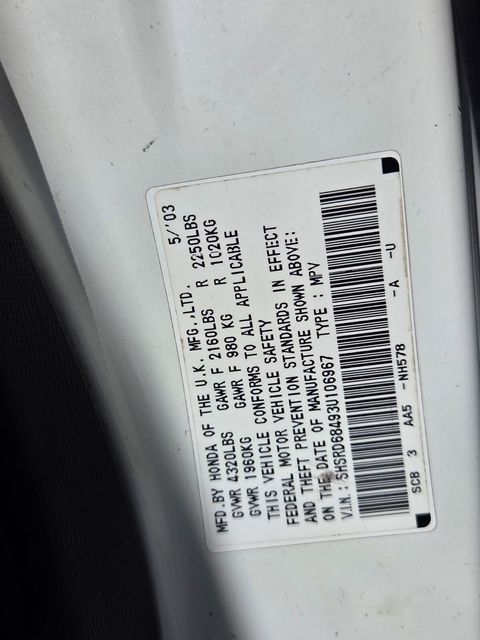 MFD.BY HONDA OF THE U.K. MFG.,LTD. 5/'03
GVWR 4320LBS GAWR F 2160LBS R 2250LBS
GVWR 1960KG GAWR F 980 KG R 1020KG
THIS VEHICLE CONFORMS TO ALL APPLICABLE
FEDERAL MOTOR VEHICLE SAFETY
AND THEFT PREVENTION STANDARDS IN EFFECT
ON THE DATE OF MANUFACTURE SHOWN ABOVE:
V.I.N.: SHSRD68493U106967 TYPE : MPV
SCB 3 AA5 -NH578 -A -U